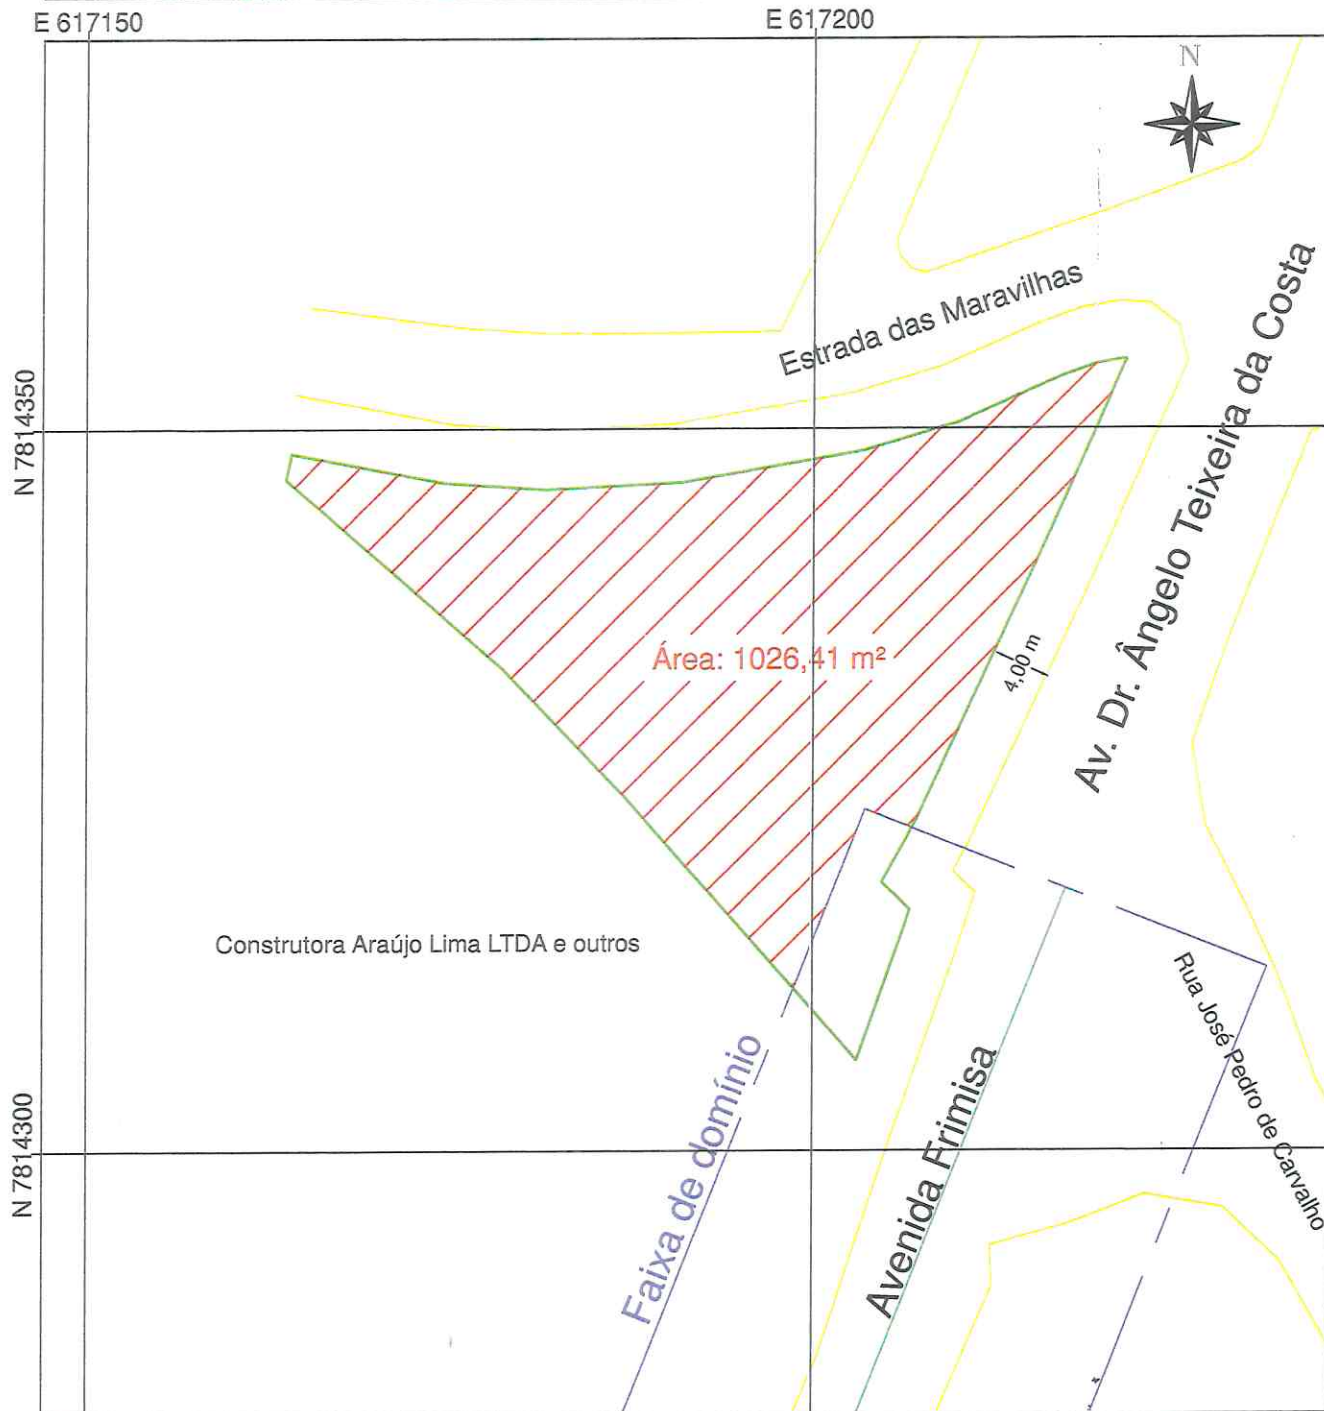 E 617150
E 617200
N
Estrada das Maravilhas
Av. Dr. Ângelo Teixeira da Costa
N 7814350
Área: 1026,41 m²
4,00 m
Construtora Araújo Lima LTDA e outros
Rua José Pedro de Carvalho
Faixa de domínio
Avenida Frimisa
N 7814300